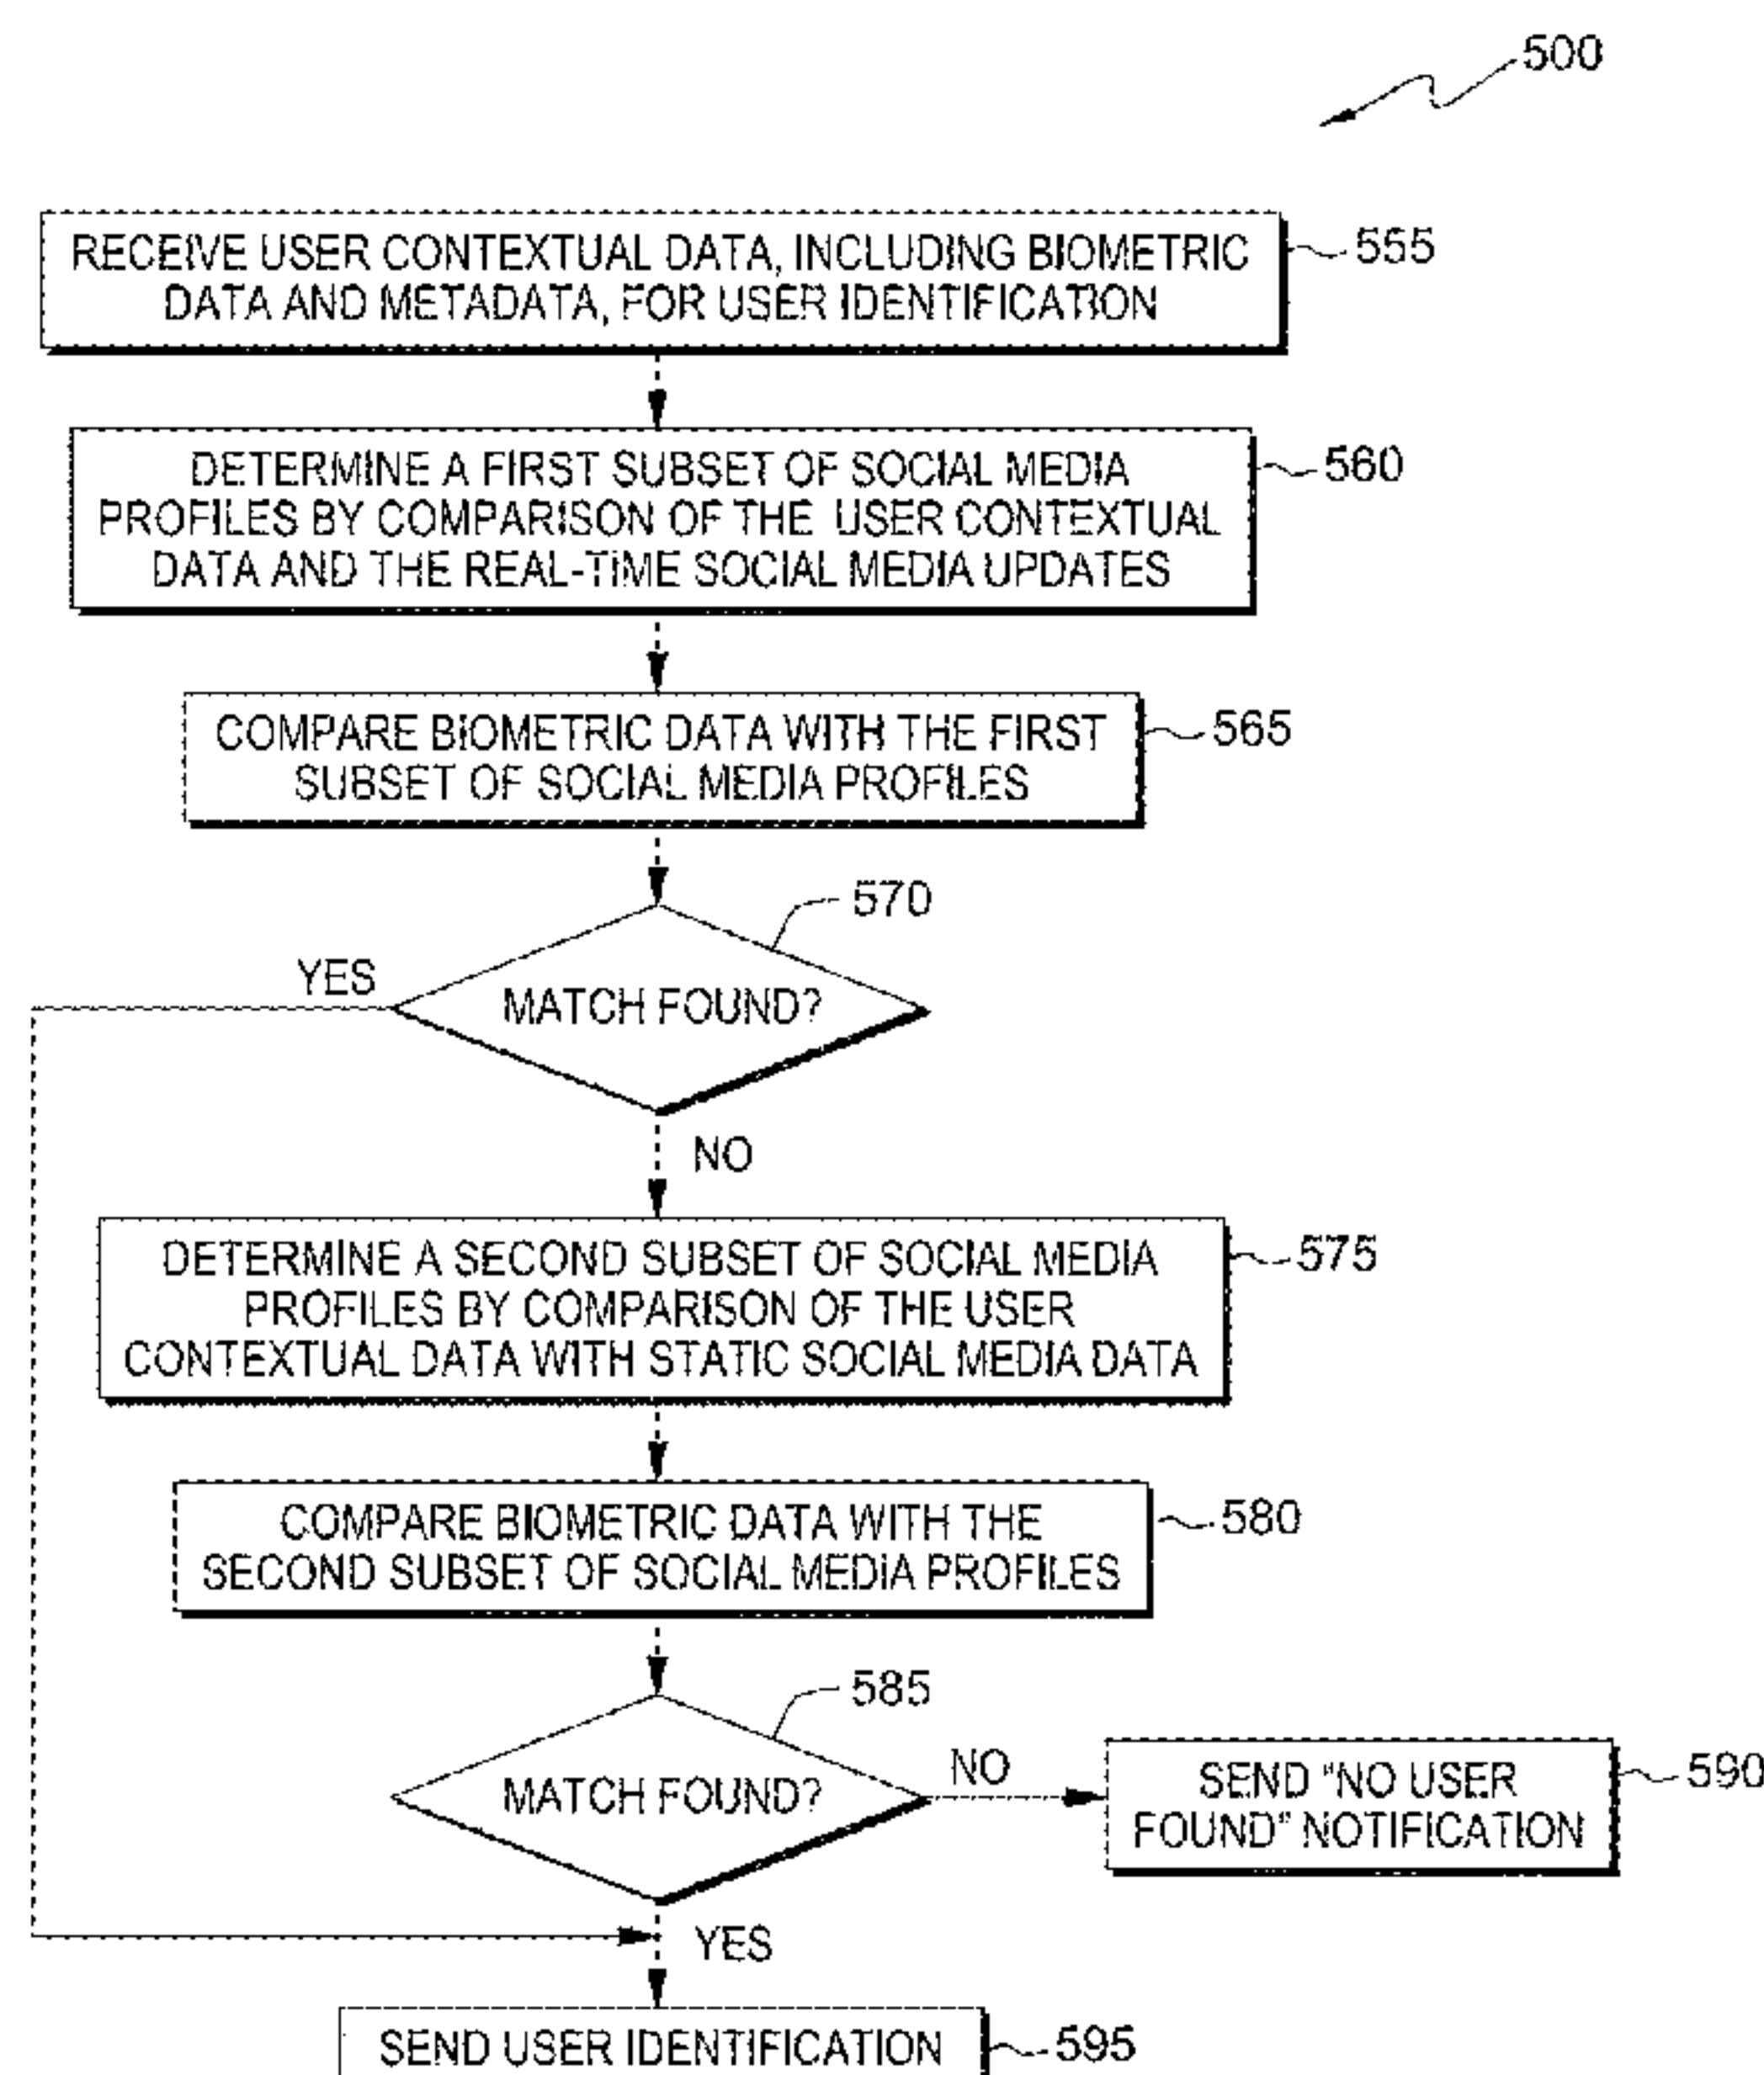 500
RECEIVE USER CONTEXTUAL DATA, INCLUDING BIOMETRIC
DATA AND METADATA, FOR USER IDENTIFICATION
555
DETERMINE A FIRST SUBSET OF SOCIAL MEDIA
PROFILES BY COMPARISON OF THE USER CONTEXTUAL
DATA AND THE REAL-TIME SOCIAL MEDIA UPDATES
560
COMPARE BIOMETRIC DATA WITH THE FIRST
SUBSET OF SOCIAL MEDIA PROFILES
565
570
YES
MATCH FOUND?
NO
DETERMINE A SECOND SUBSET OF SOCIAL MEDIA
PROFILES BY COMPARISON OF THE USER
CONTEXTUAL DATA WITH STATIC SOCIAL MEDIA DATA
575
COMPARE BIOMETRIC DATA WITH THE
SECOND SUBSET OF SOCIAL MEDIA PROFILES
580
585
MATCH FOUND?
NO
SEND "NO USER
FOUND" NOTIFICATION
590
YES
SEND USER IDENTIFICATION
595